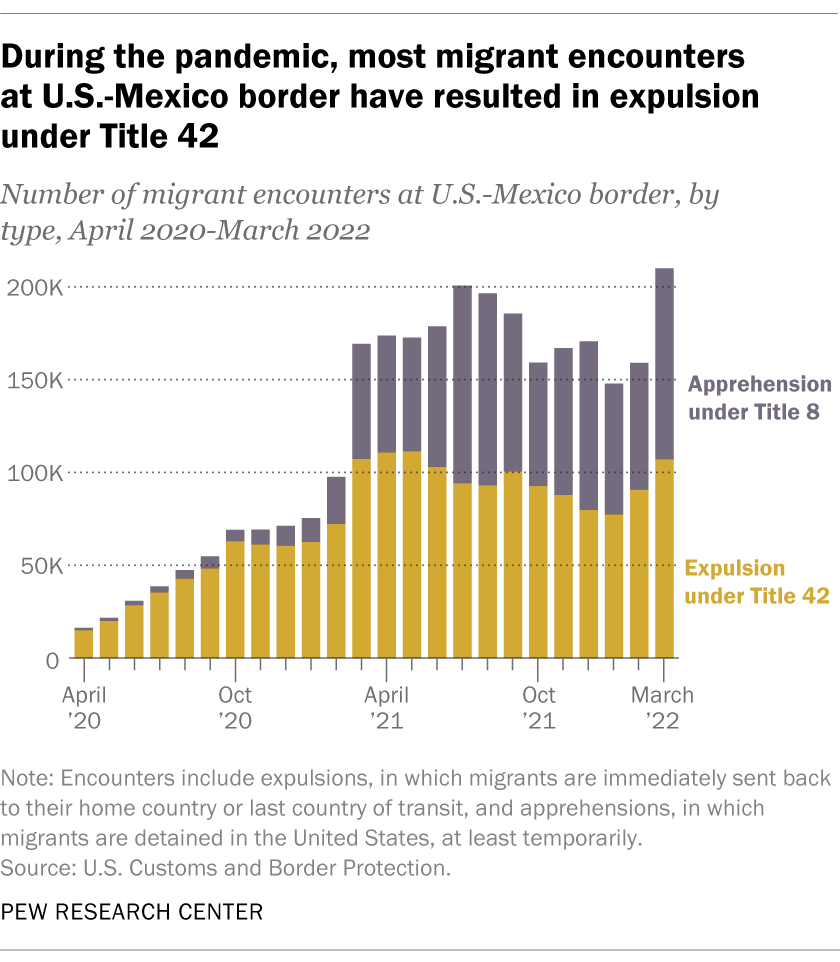 During the pandemic, most migrant encounters
at U.S.-Mexico border have resulted in expulsion
under Title 42
Number of migrant encounters at U.S.-Mexico border, by
type, April 2020-March 2022
200K
150K
100K
50K
0
Apprehension
under Title 8
Expulsion
under Title 42
April Oct April Oct March
’20 ’20 ’21 ’21 ’22
Note: Encounters include expulsions, in which migrants are immediately sent back
to their home country or last country of transit, and apprehensions, in which
migrants are detained in the United States, at least temporarily.
Source: U.S. Customs and Border Protection.
PEW RESEARCH CENTER